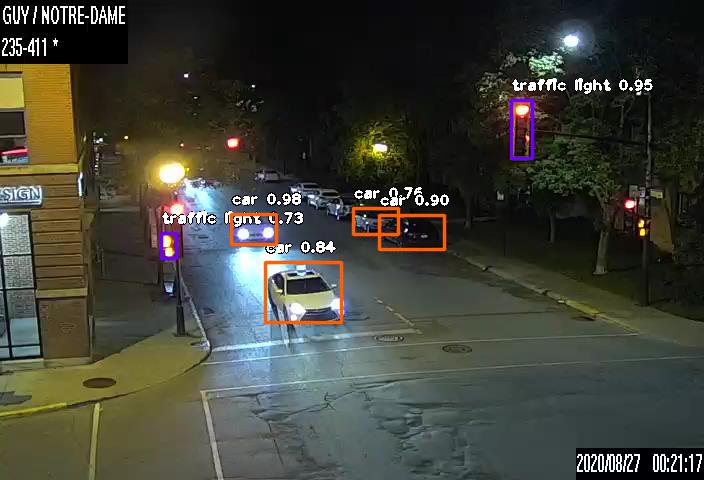 GUY / NOTRE-DAME
235-411 *
traffic light 0.95
car 0.76
car 0.98
car 0.90
traffic light 0.73
car 0.84
ESIGN
2020/08/27 00:21:17